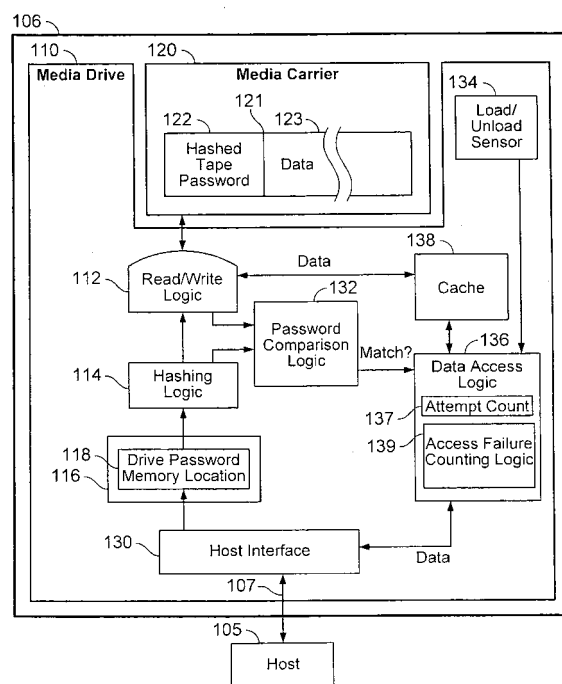 106
110
120
Media Drive
Media Carrier
134
122
121
123
Load/
Unload
Sensor
Hashed
Tape
Password
Data
138
Data
132
Cache
112
Read/Write
Logic
Password
Comparison
Logic
136
Match?
Data Access
Logic
114
Hashing
Logic
137
Attempt Count
139
Access Failure
Counting Logic
118
116
Drive Password
Memory Location
130
Host Interface
Data
107
105
Host